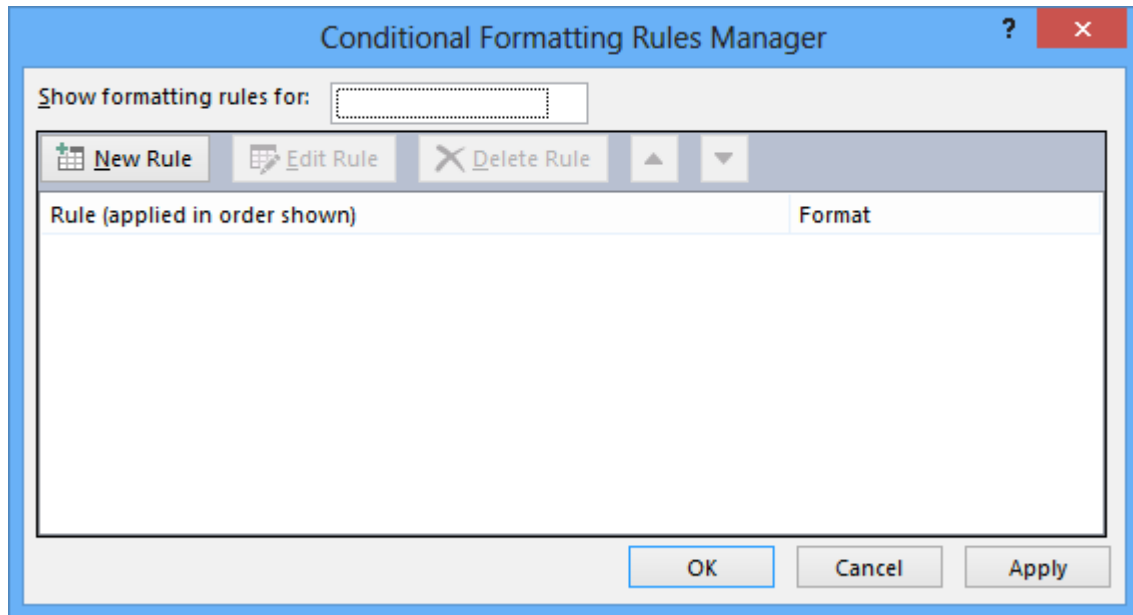 Conditional Formatting Rules Manager ?
Show formatting rules for:
New Rule Edit Rule Delete Rule
Rule (applied in order shown) Format
OK Cancel Apply